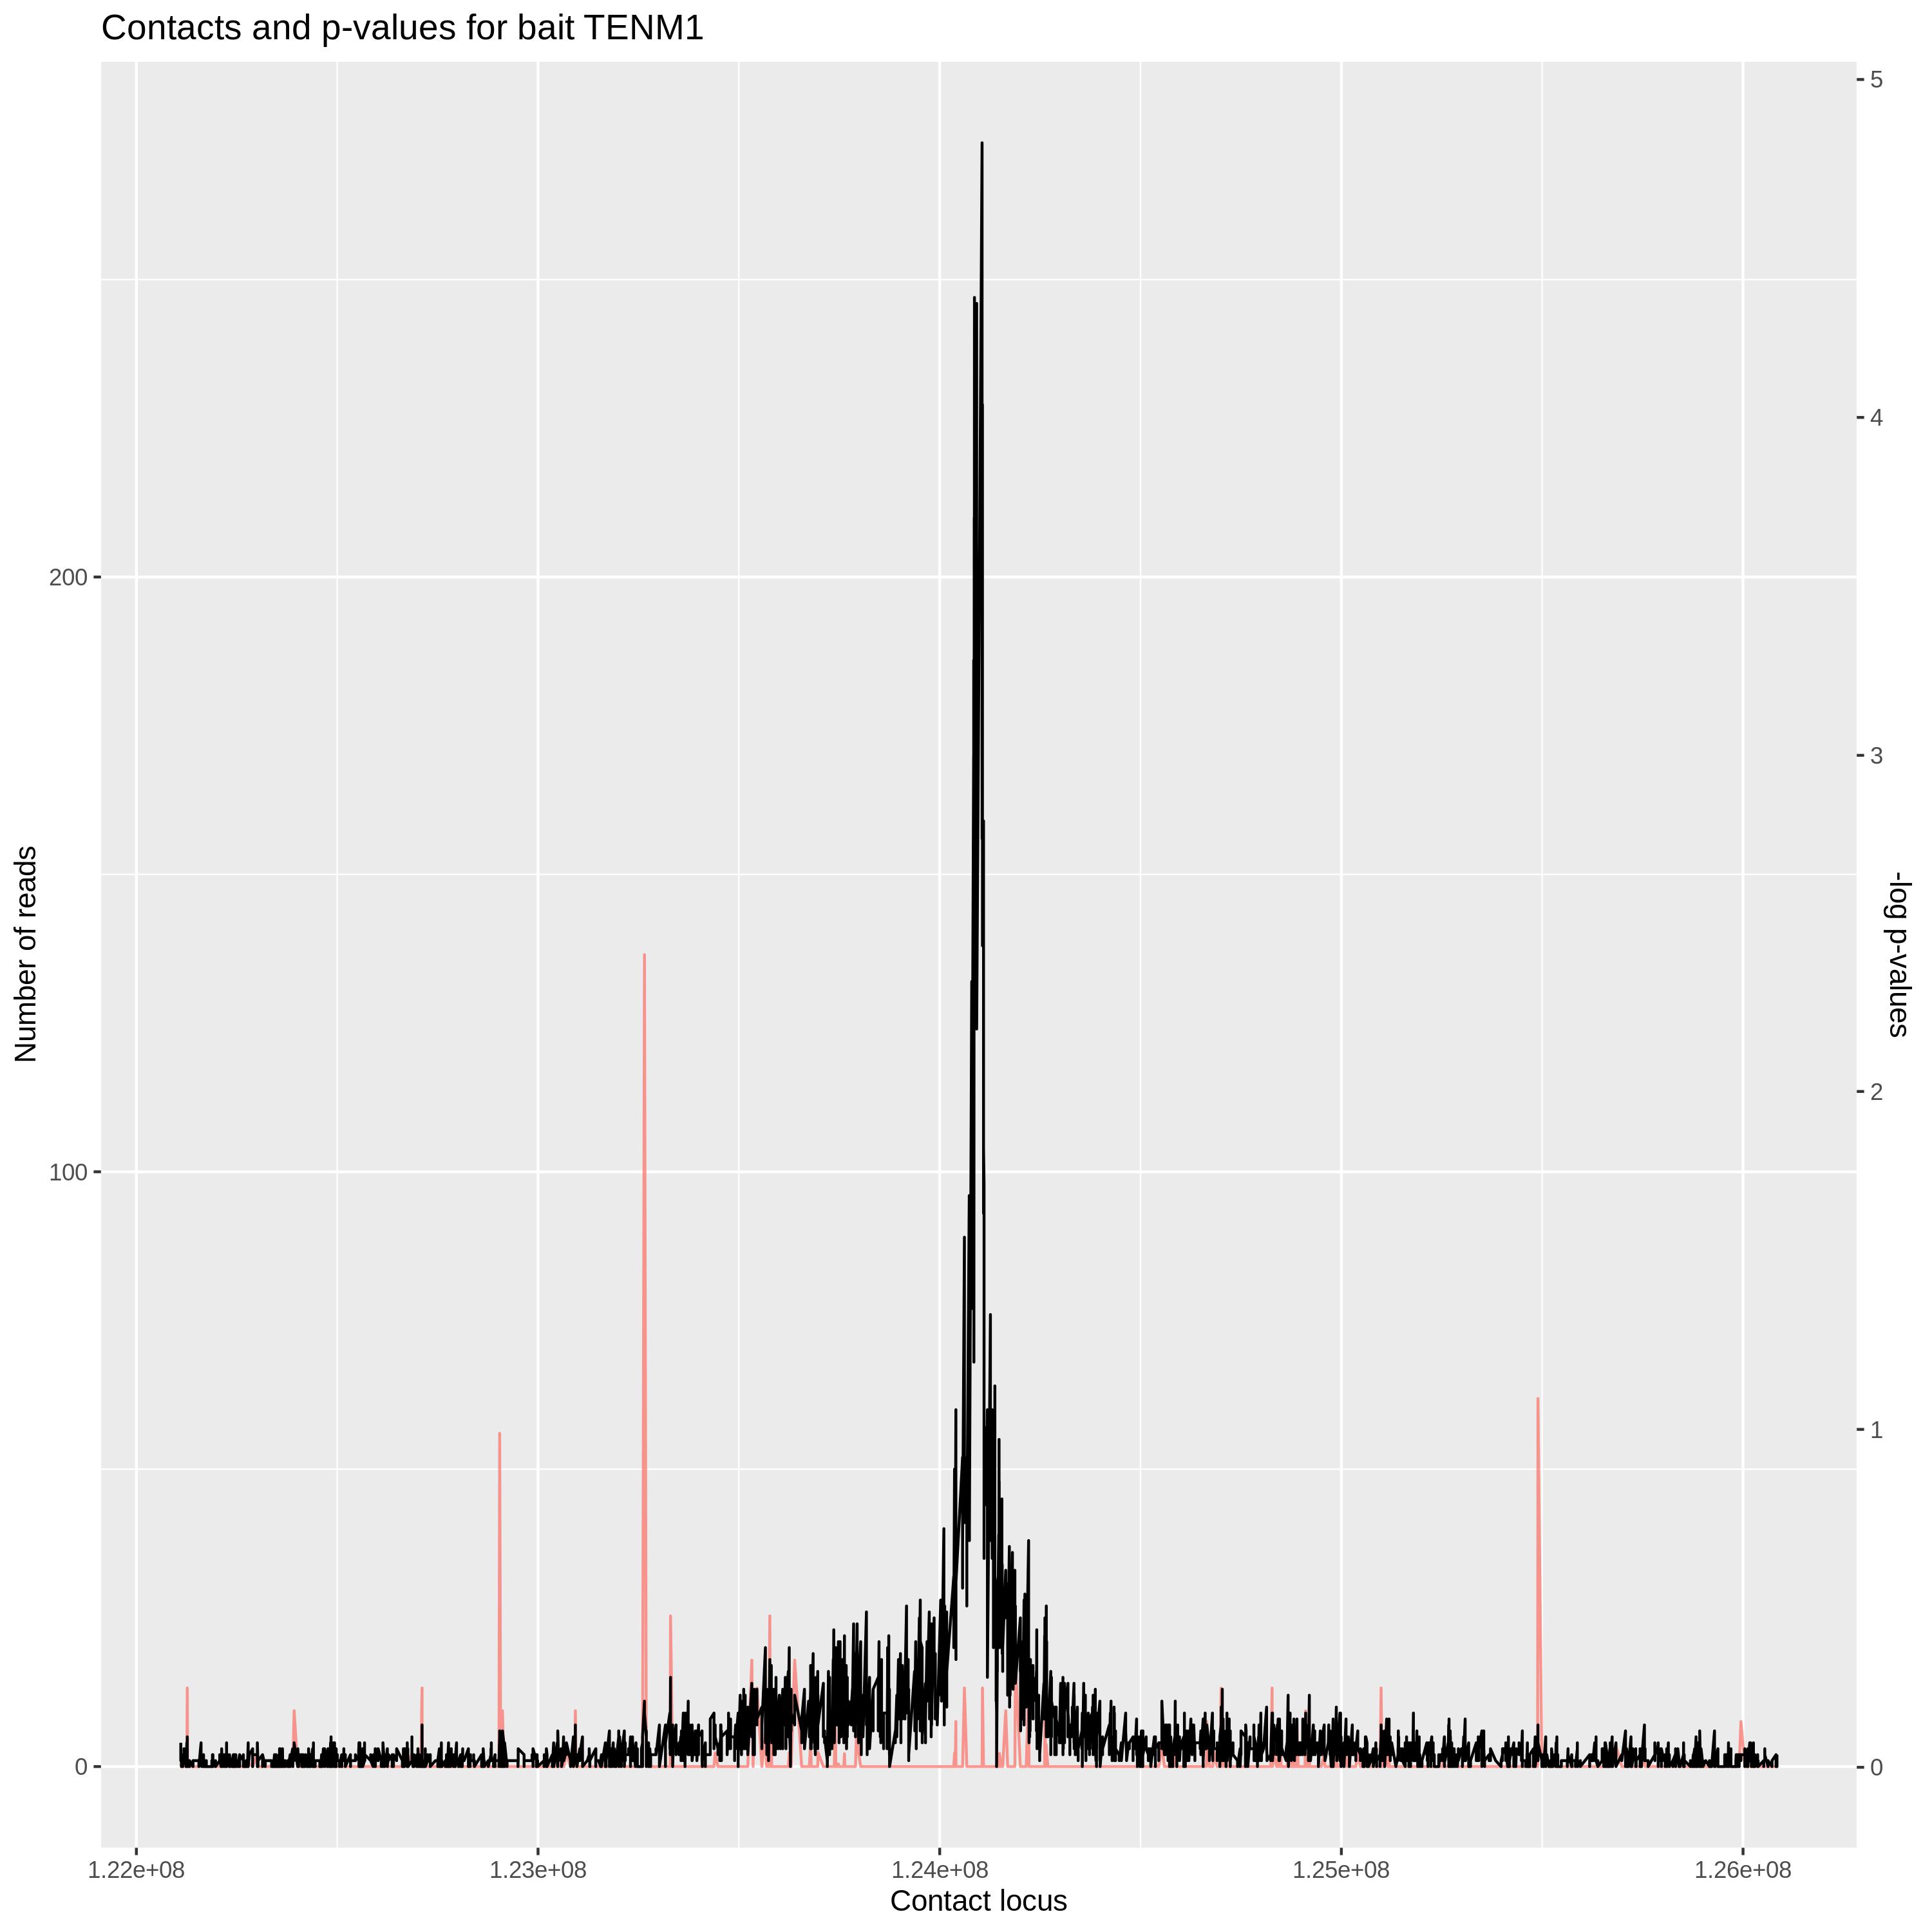 Contacts and p-values for bait TENM1
5
4
200
3
Number of reads
-log p-values
2
100
1
0
0
1.22e+08
1.23e+08
1.24e+08
1.25e+08
1.26e+08
Contact locus